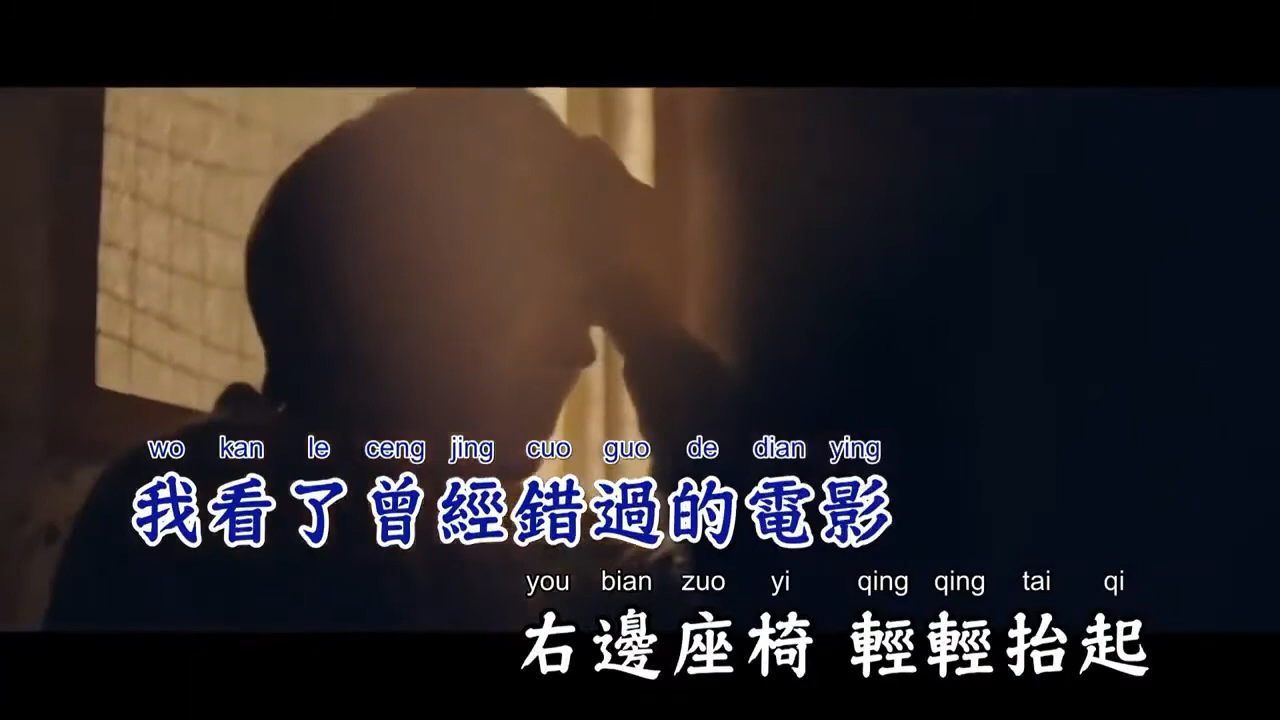 wo kan le ceng jing cuo guo de dian ying
我看了曾經錯過的電影
you bian zuo yi qing qing tai qi
右邊座椅 輕輕抬起